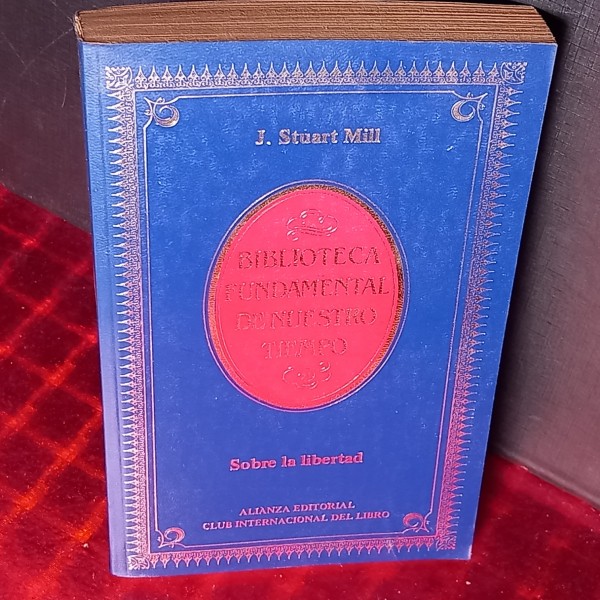 J. Stuart Mill
BIBLIOTECA
FUNDAMENTAL
DE NUESTRO
TIEMPO
Sobre la libertad
ALIANZA EDITORIAL
CLUB INTERNACIONAL DEL LIBRO